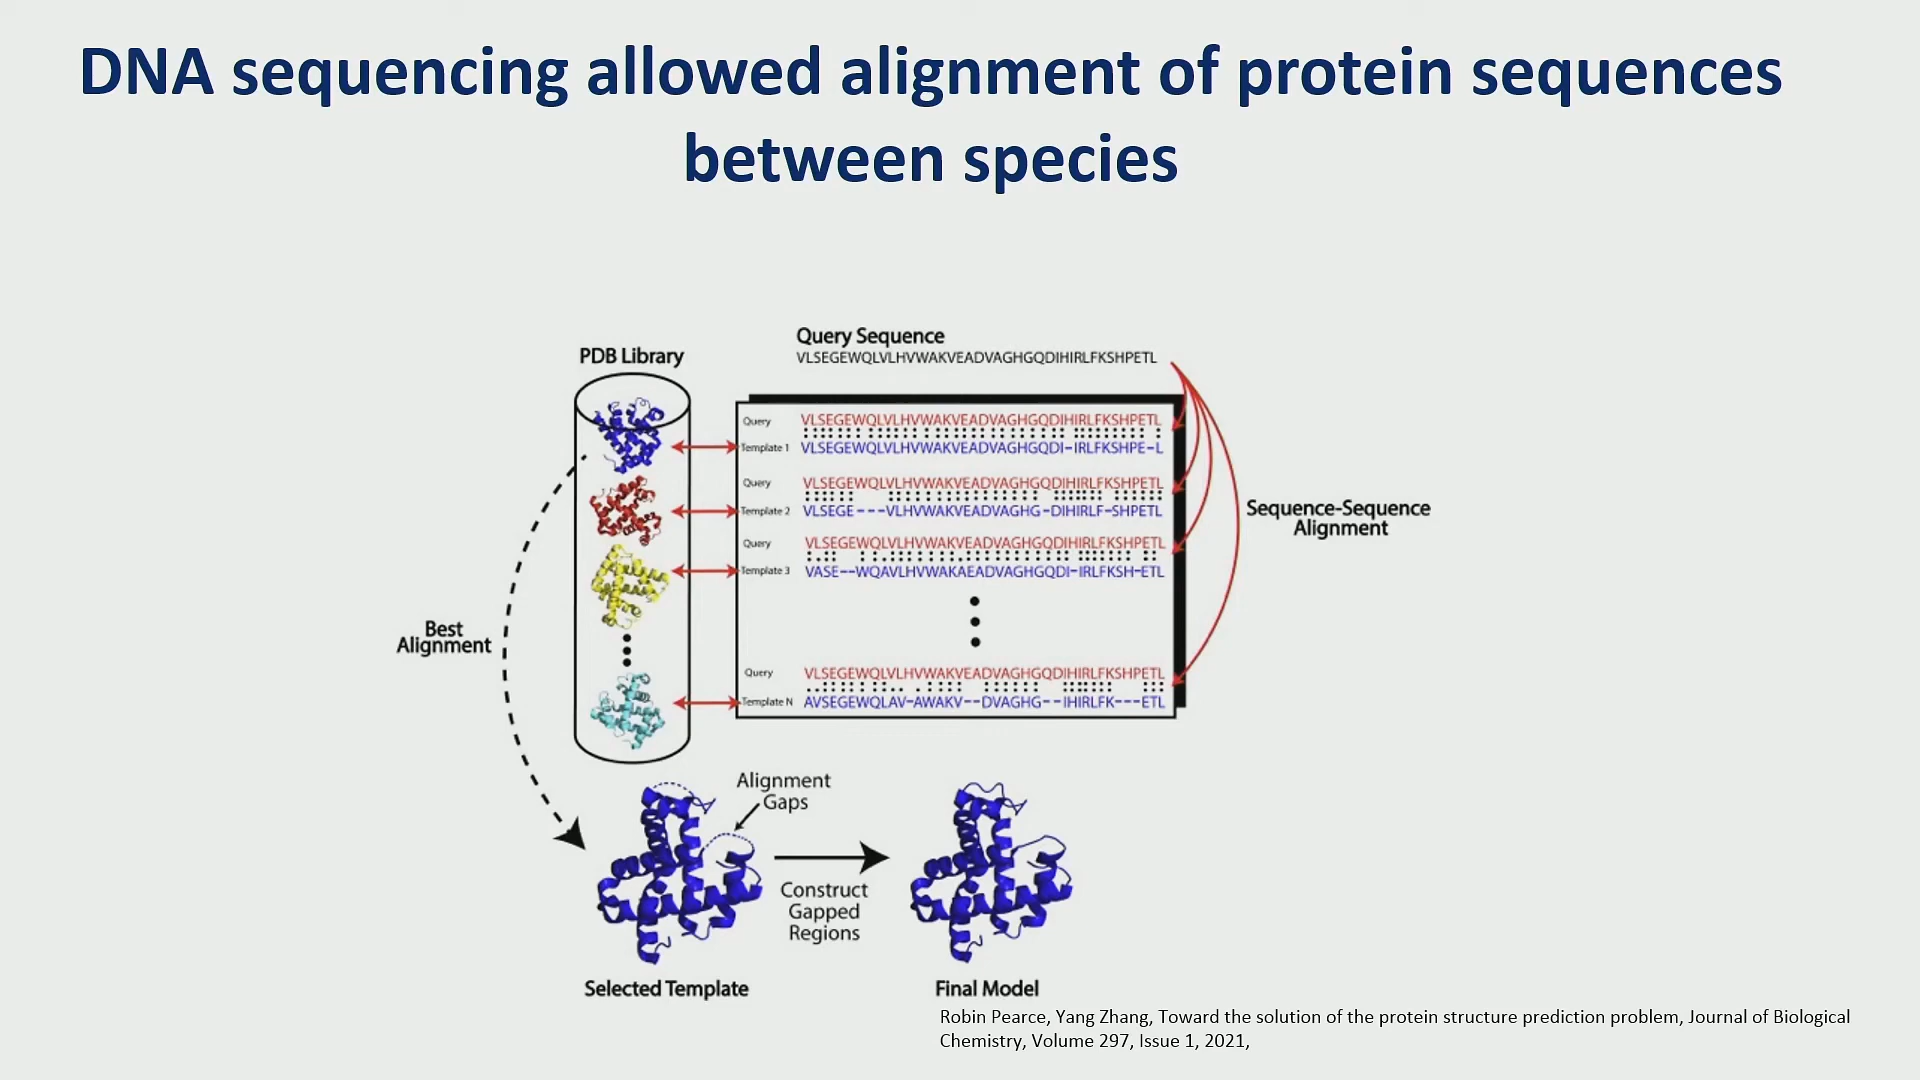 DNA sequencing allowed alignment of protein sequences
between species
Query Sequence
VLSEGEWQLVLHVWAKVEADVAGHGQDIHIRLFKSHPETL
PDB Library
Query VLSEGEWQLVLHVWAKVEADVAGHGQDIHIRLFKSHPETL
Template 1 VLSEGEWQLVLHVWAKVEADVAGHGQDI-IRLFKSHPE-L
Query VLSEGEWQLVLHVWAKVEADVAGHGQDIHIRLFKSHPETL
Template 2 VLSEGE---VLHVWAKVEADVAGHG-DIHIRLF-SHPETL
Query VLSEGEWQLVLHVWAKVEADVAGHGQDIHIRLFKSHPETL
Template 3 VASE--WQAVLHVWAKAEADVAGHGQDI-IRLFKSH-ETL
Query VLSEGEWQLVLHVWAKVEADVAGHGQDIHIRLFKSHPETL
Template N AVSEGEWQLAV-AWAKV--DVAGHG--IHIRLFK---ETL
Sequence-Sequence
Alignment
Best
Alignment
Alignment
Gaps
Construct
Gapped
Regions
Selected Template
Final Model
Robin Pearce, Yang Zhang, Toward the solution of the protein structure prediction problem, Journal of Biological
Chemistry, Volume 297, Issue 1, 2021,